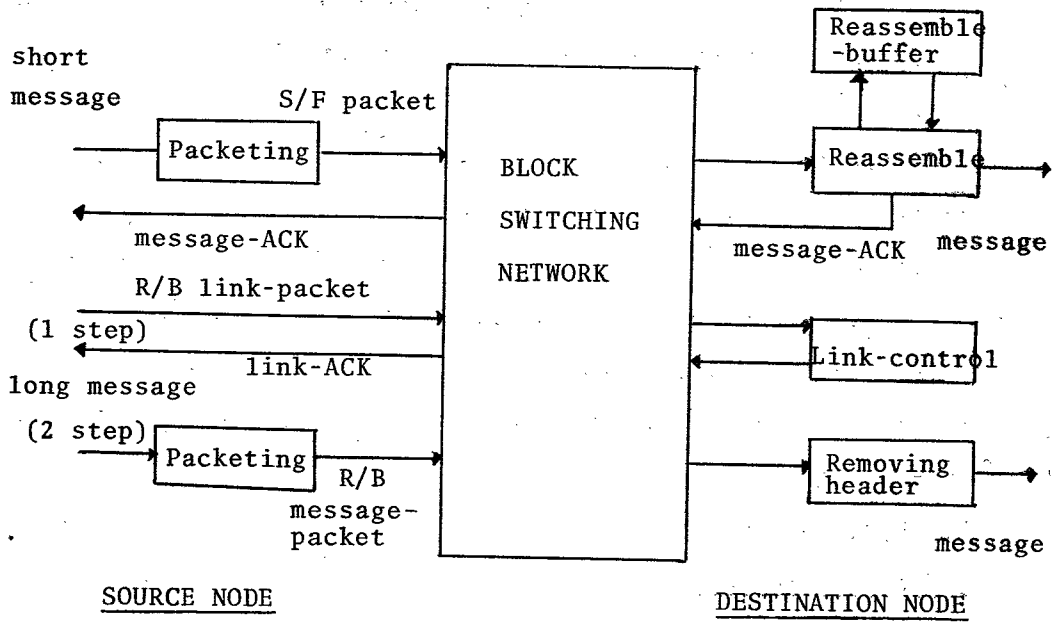 short
message
S/F packet
Packeting
message-ACK
R/B link-packet
(1 step)
link-ACK
long message
(2 step)
Packeting
R/B
message-
packet
SOURCE NODE
BLOCK
SWITCHING
NETWORK
Reassemble
-buffer
Reassemble
message-ACK
message
Link-control
Removing
header
message
DESTINATION NODE